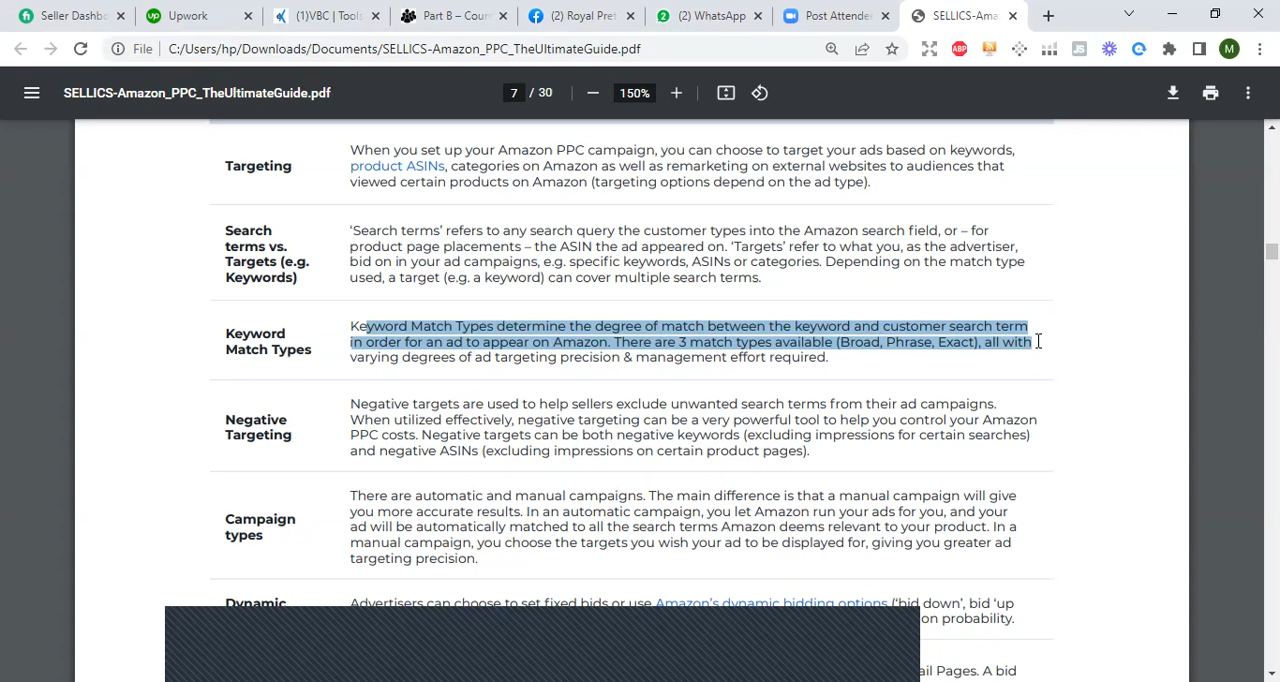 Seller Dashbo
Upwork
(1)VBC | Tools
Part B – Cour
(2) Royal Pret
(2) WhatsApp
Post Attende
SELLICS-Ama
File
C:/Users/hp/Downloads/Documents/SELLICS-Amazon_PPC_TheUltimateGuide.pdf
ABP
JS
M
SELLICS-Amazon_PPC_TheUltimateGuide.pdf
7 / 30
150%
Targeting
When you set up your Amazon PPC campaign, you can choose to target your ads based on keywords,
product ASINs, categories on Amazon as well as remarketing on external websites to audiences that
viewed certain products on Amazon (targeting options depend on the ad type).
Search
terms vs.
Targets (e.g.
Keywords)
‘Search terms’ refers to any search query the customer types into the Amazon search field, or – for
product page placements – the ASIN the ad appeared on. ‘Targets’ refer to what you, as the advertiser,
bid on in your ad campaigns, e.g. specific keywords, ASINs or categories. Depending on the match type
used, a target (e.g. a keyword) can cover multiple search terms.
Keyword
Match Types
Keyword Match Types determine the degree of match between the keyword and customer search term
in order for an ad to appear on Amazon. There are 3 match types available (Broad, Phrase, Exact), all with
varying degrees of ad targeting precision & management effort required.
Negative
Targeting
Negative targets are used to help sellers exclude unwanted search terms from their ad campaigns.
When utilized effectively, negative targeting can be a very powerful tool to help you control your Amazon
PPC costs. Negative targets can be both negative keywords (excluding impressions for certain searches)
and negative ASINs (excluding impressions on certain product pages).
Campaign
types
There are automatic and manual campaigns. The main difference is that a manual campaign will give
you more accurate results. In an automatic campaign, you let Amazon run your ads for you, and your
ad will be automatically matched to all the search terms Amazon deems relevant to your product. In a
manual campaign, you choose the targets you wish your ad to be displayed for, giving you greater ad
targeting precision.
Dynamic
Advertisers can choose to set fixed bids or use Amazon’s dynamic bidding options (‘bid down’, bid ‘up
on probability.
ail Pages. A bid